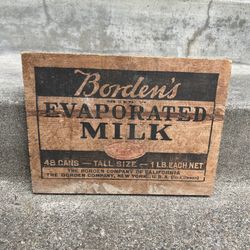 Borden's
EVAPORATED
MILK
48 CANS — TALL SIZE — 1 LB. EACH NET
THE BORDEN COMPANY OF CALIFORNIA
THE BORDEN COMPANY, NEW YORK, U.S.A.